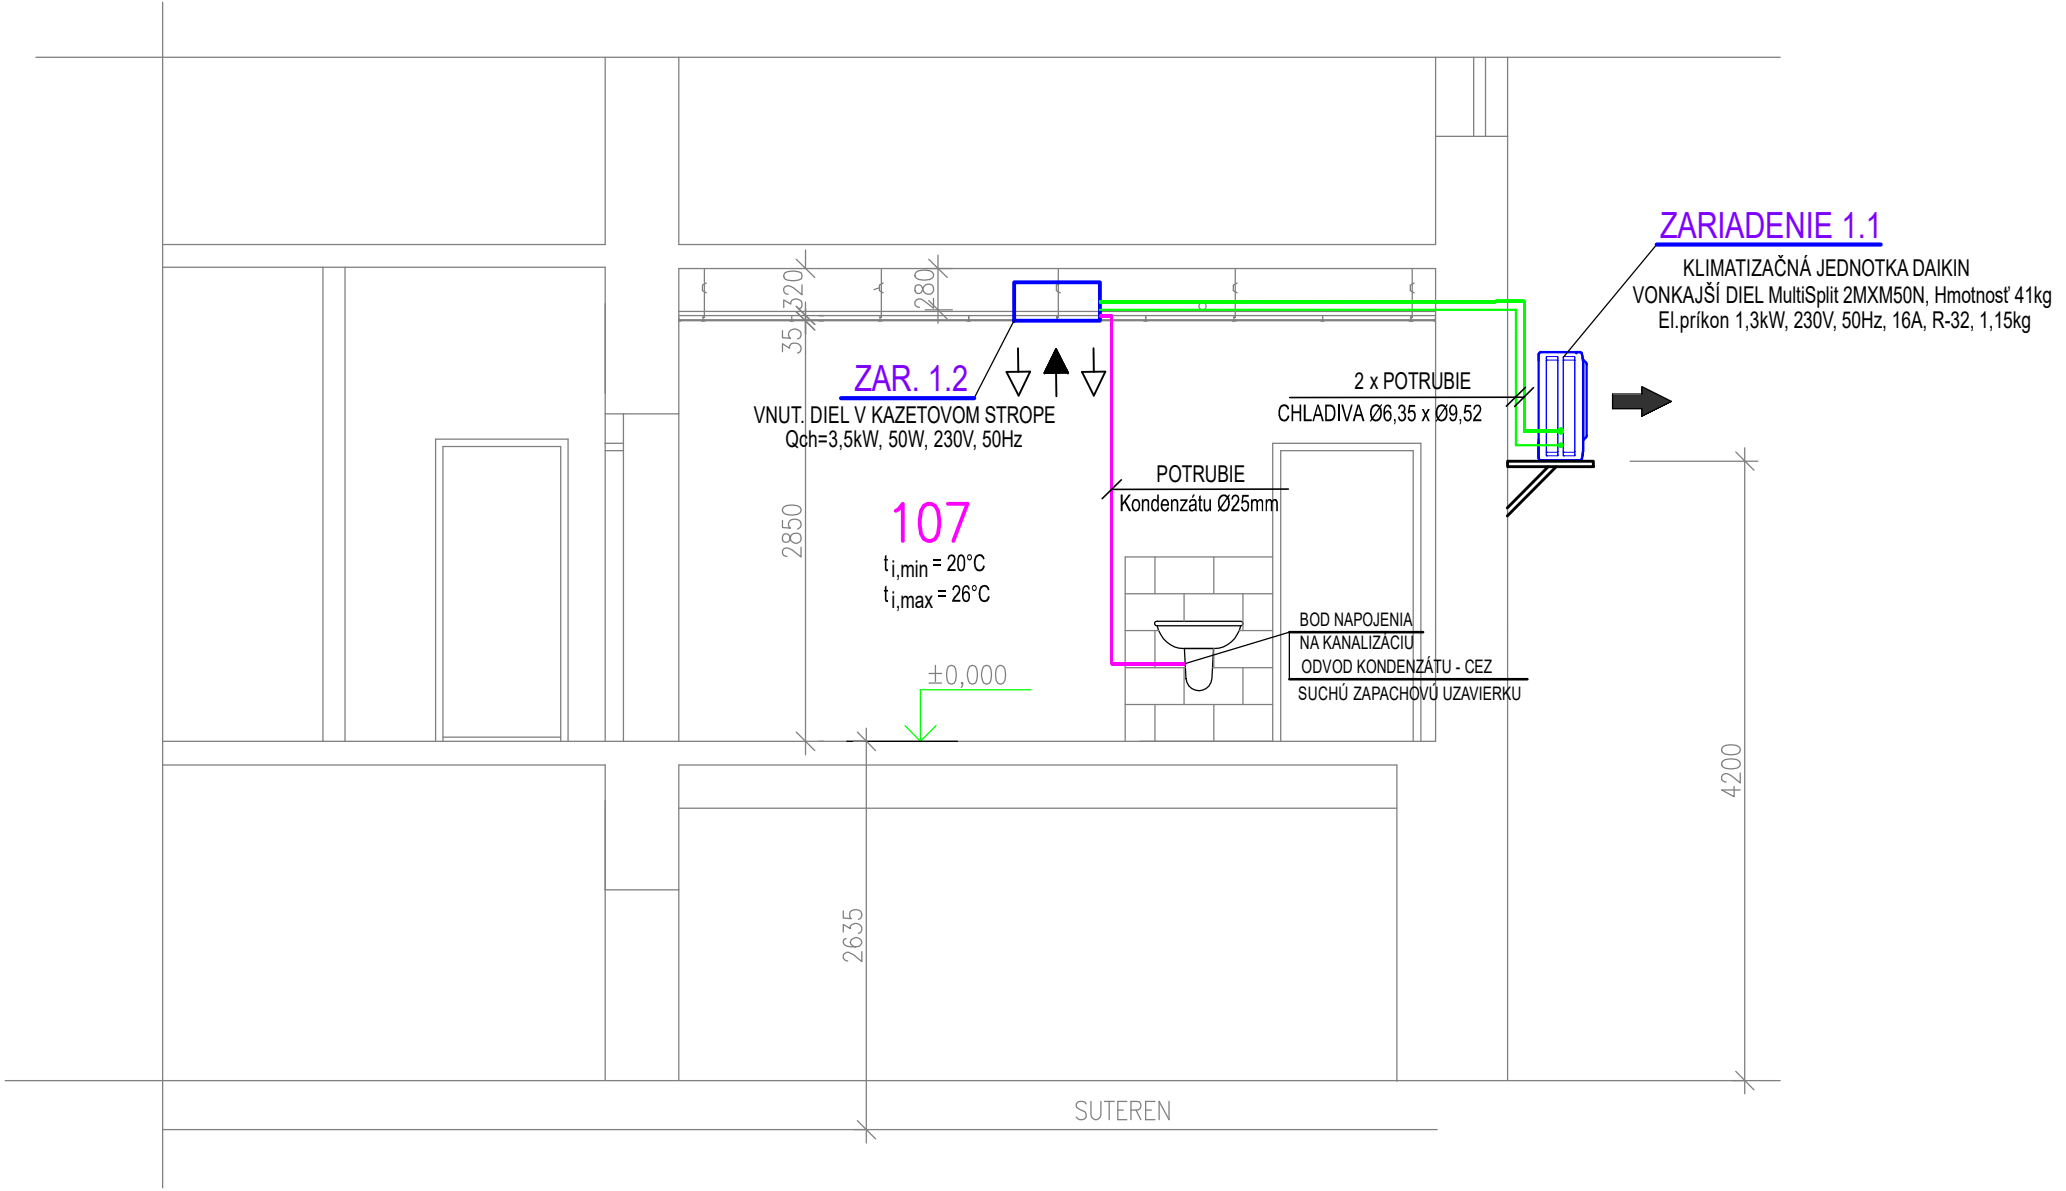 ZARIADENIE 1.1
KLIMATIZAČNÁ JEDNOTKA DAIKIN
VONKAJŠÍ DIEL MultiSplit 2MXM50N, Hmotnosť 41kg
El.príkon 1,3kW, 230V, 50Hz, 16A, R-32, 1,15kg
320
280
35
ZAR. 1.2
VNUT. DIEL V KAZETOVOM STROPE
Qch=3,5kW, 50W, 230V, 50Hz
2 x POTRUBIE
CHLADIVA Ø6,35 x Ø9,52
POTRUBIE
Kondenzátu Ø25mm
2850
107
ti,min = 20°C
ti,max = 26°C
BOD NAPOJENIA
NA KANALIZÁCIU
ODVOD KONDENZÁTU - CEZ
SUCHÚ ZAPACHOVÚ UZAVIERKU
±0,000
4200
2635
SUTEREN